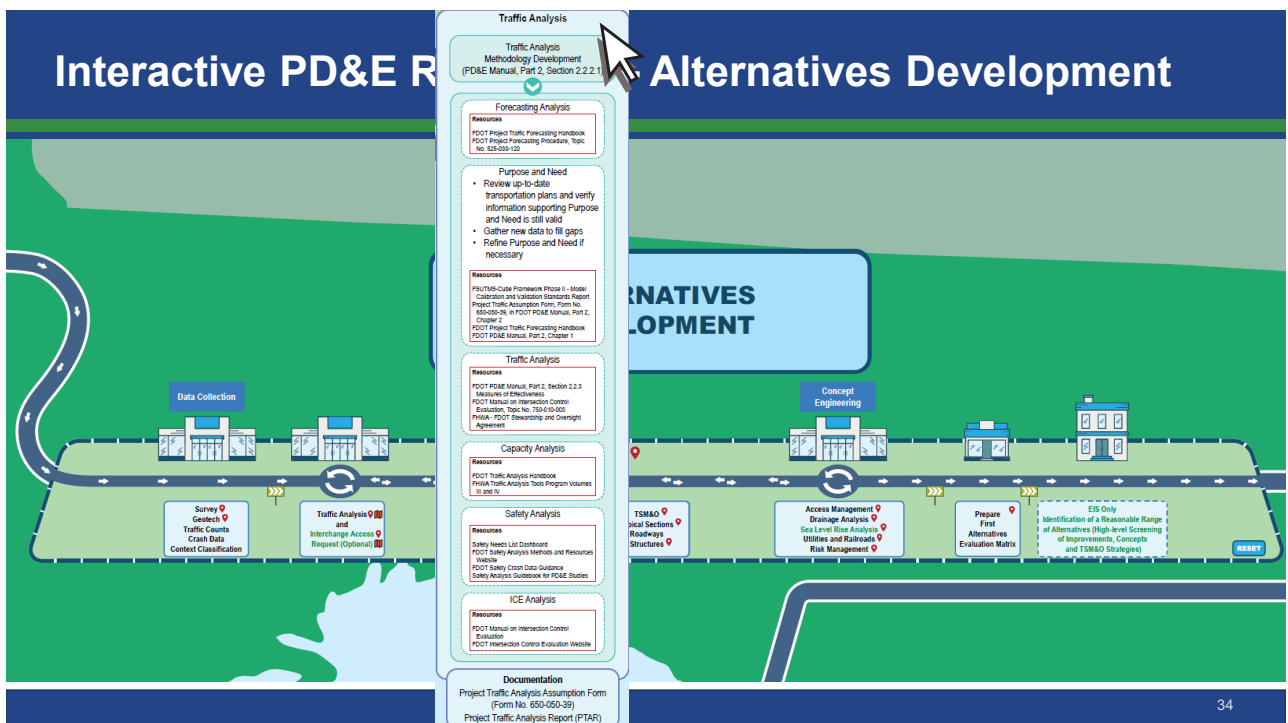 Interactive PD&E R
Alternatives Development
Traffic Analysis
Traffic Analysis
Methodology Development
(PD&E Manual, Part 2, Section 2.2.2.1)
Forecasting Analysis
Resources
FDOT Project Traffic Forecasting Handbook
FDOT Project Forecasting Procedure, Topic
No. 525-030-120
Purpose and Need
• Review up-to-date
transportation plans and verify
information supporting Purpose
and Need is still valid
• Gather new data to fill gaps
• Refine Purpose and Need if
necessary
Resources
FSUTMS-Cube Framework Phase II - Model
Calibration and Validation Standards Report
Project Traffic Assumption Form, Form No.
650-050-39, in FDOT PD&E Manual, Part 2,
Chapter 2
FDOT Project Traffic Forecasting Handbook
FDOT PD&E Manual, Part 2, Chapter 1
Traffic Analysis
Resources
FDOT PD&E Manual, Part 2, Section 2.2.3
Measures of Effectiveness
FDOT Manual on Intersection Control
Evaluation, Topic No. 750-010-003
FHWA - FDOT Stewardship and Oversight
Agreement
Capacity Analysis
Resources
FDOT Traffic Analysis Handbook
FHWA Traffic Analysis Tools Program Volumes
III and IV
Safety Analysis
Resources
Safety Needs List Dashboard
FDOT Safety Analysis Methods and Resources
Website
FDOT Safety Crash Data Guidance
Safety Analysis Guidebook for PD&E Studies
ICE Analysis
Resources
FDOT Manual on Intersection Control
Evaluation
FDOT Intersection Control Evaluation Website
Documentation
Project Traffic Analysis Assumption Form
(Form No. 650-050-39)
Project Traffic Analysis Report (PTAR)
RNATIVES
LOPMENT
Data Collection
Survey
Geotech
Traffic Counts
Crash Data
Context Classification
Traffic Analysis
and
Interchange Access
Request (Optional)
TSM&O
pical Sections
Roadways
Structures
Concept
Engineering
Access Management
Drainage Analysis
Sea Level Rise Analysis
Utilities and Railroads
Risk Management
Prepare
First
Alternatives
Evaluation Matrix
EIS Only
Identification of a Reasonable Range
of Alternatives (High-level Screening
of Improvements, Concepts
and TSM&O Strategies)
RESET
34